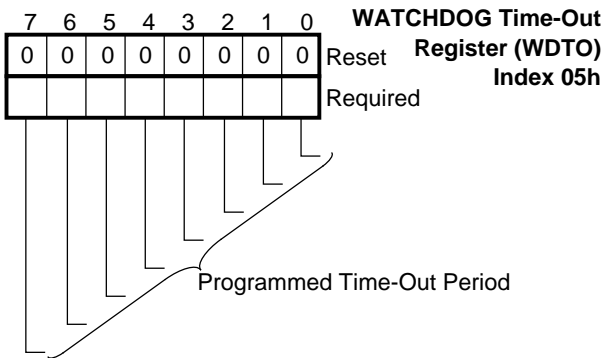 7 6 5 4 3 2 1 0
WATCHDOG Time-Out
Register (WDTO)
Index 05h
0 0 0 0 0 0 0 0 Reset
Required
Programmed Time-Out Period